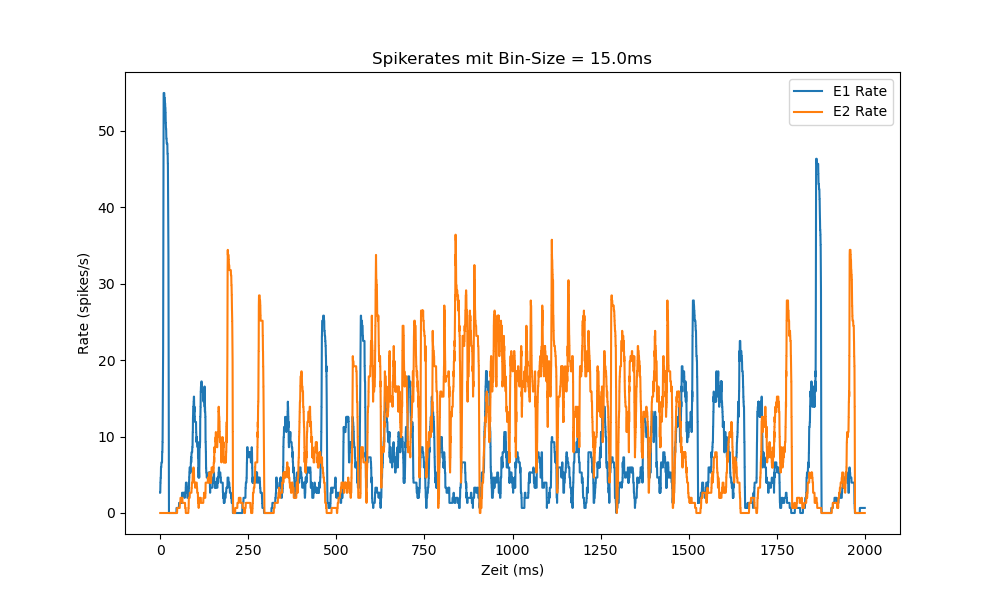 Spikerates mit Bin-Size = 15.0ms
E1 Rate
E2 Rate
50
40
30
20
10
0
Rate (spikes/s)
0 250 500 750 1000 1250 1500 1750 2000
Zeit (ms)